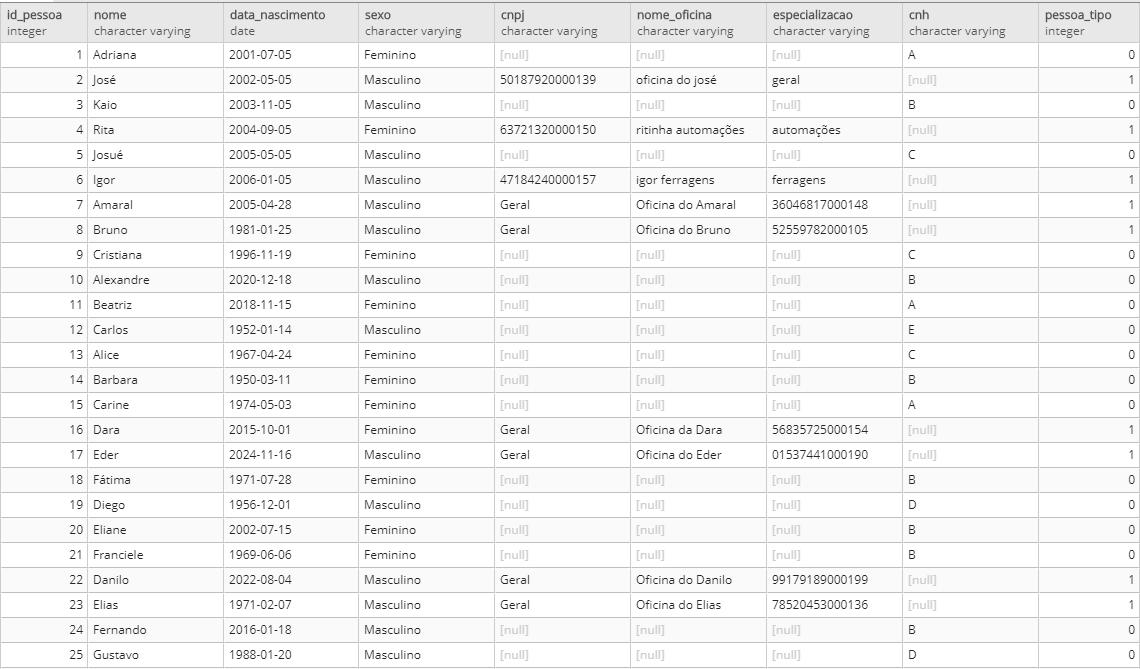 id_pessoa nome data_nascimento sexo cnpj nome_oficina especializacao cnh pessoa_tipo
integer character varying date character varying character varying character varying character varying character varying integer
1 Adriana 2001-07-05 Feminino [null] [null] [null] A 0
2 José 2002-05-05 Masculino 50187920000139 oficina do josé geral [null] 1
3 Kaio 2003-11-05 Masculino [null] [null] [null] B 0
4 Rita 2004-09-05 Feminino 63721320000150 ritinha automações automações [null] 1
5 Josué 2005-05-05 Masculino [null] [null] [null] C 0
6 Igor 2006-01-05 Masculino 47184240000157 igor ferragens ferragens [null] 1
7 Amaral 2005-04-28 Masculino Geral Oficina do Amaral 36046817000148 [null] 1
8 Bruno 1981-01-25 Masculino Geral Oficina do Bruno 52559782000105 [null] 1
9 Cristiana 1996-11-19 Feminino [null] [null] [null] C 0
10 Alexandre 2020-12-18 Masculino [null] [null] [null] B 0
11 Beatriz 2018-11-15 Feminino [null] [null] [null] A 0
12 Carlos 1952-01-14 Masculino [null] [null] [null] E 0
13 Alice 1967-04-24 Feminino [null] [null] [null] C 0
14 Barbara 1950-03-11 Feminino [null] [null] [null] B 0
15 Carine 1974-05-03 Feminino [null] [null] [null] A 0
16 Dara 2015-10-01 Feminino Geral Oficina da Dara 56835725000154 [null] 1
17 Eder 2024-11-16 Masculino Geral Oficina do Eder 01537441000190 [null] 1
18 Fátima 1971-07-28 Feminino [null] [null] [null] B 0
19 Diego 1956-12-01 Masculino [null] [null] [null] D 0
20 Eliane 2002-07-15 Feminino [null] [null] [null] B 0
21 Franciele 1969-06-06 Feminino [null] [null] [null] B 0
22 Danilo 2022-08-04 Masculino Geral Oficina do Danilo 99179189000199 [null] 1
23 Elias 1971-02-07 Masculino Geral Oficina do Elias 78520453000136 [null] 1
24 Fernando 2016-01-18 Masculino [null] [null] [null] B 0
25 Gustavo 1988-01-20 Masculino [null] [null] [null] D 0